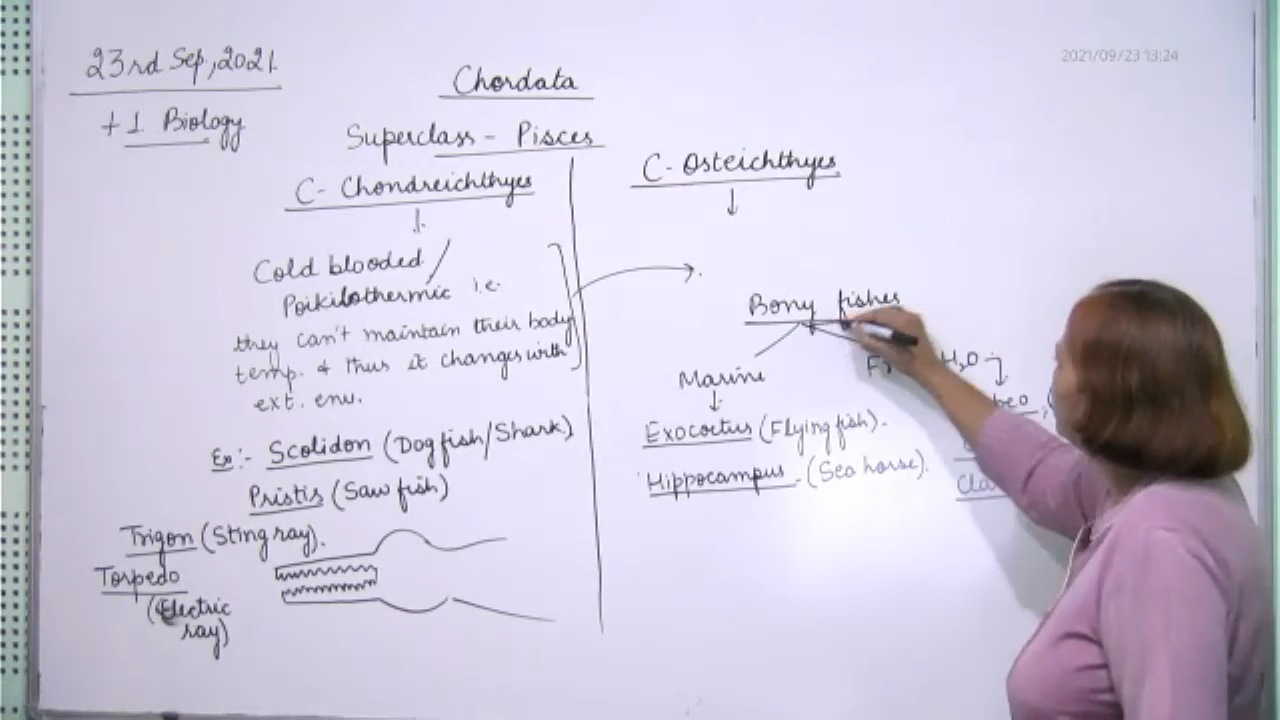 2021/09/23 13:24
23rd Sep, 2021.
+1 Biology
Chordata
Superclass - Pisces
C- Chondreichthyes
Cold blooded /
Poikilothermic i.e.
they can't maintain their body
temp. & thus it changes with
ext. env.
Ex:- Scolidon (Dog fish/Shark)
Pristis (Saw fish)
Trigon (Sting ray).
Torpedo
(Electric
ray)
C- Osteichthyes
Bony fishes
Marine
H₂O
Exocoetus (Flying fish).
Hippocampus. (Sea horse).